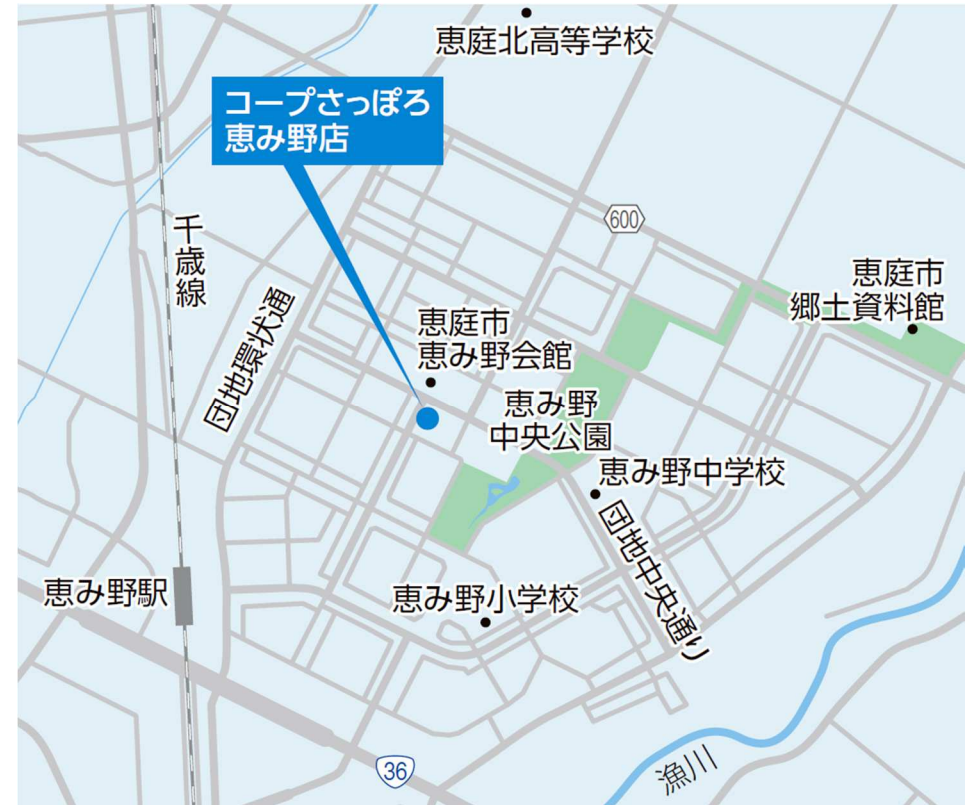 恵庭北高等学校
コープさっぽろ
恵み野店
600
千歳線
恵庭市
郷土資料館
団地環状通
恵庭市
恵み野会館
恵み野
中央公園
恵み野中学校
団地中央通り
恵み野駅
恵み野小学校
漁川
36